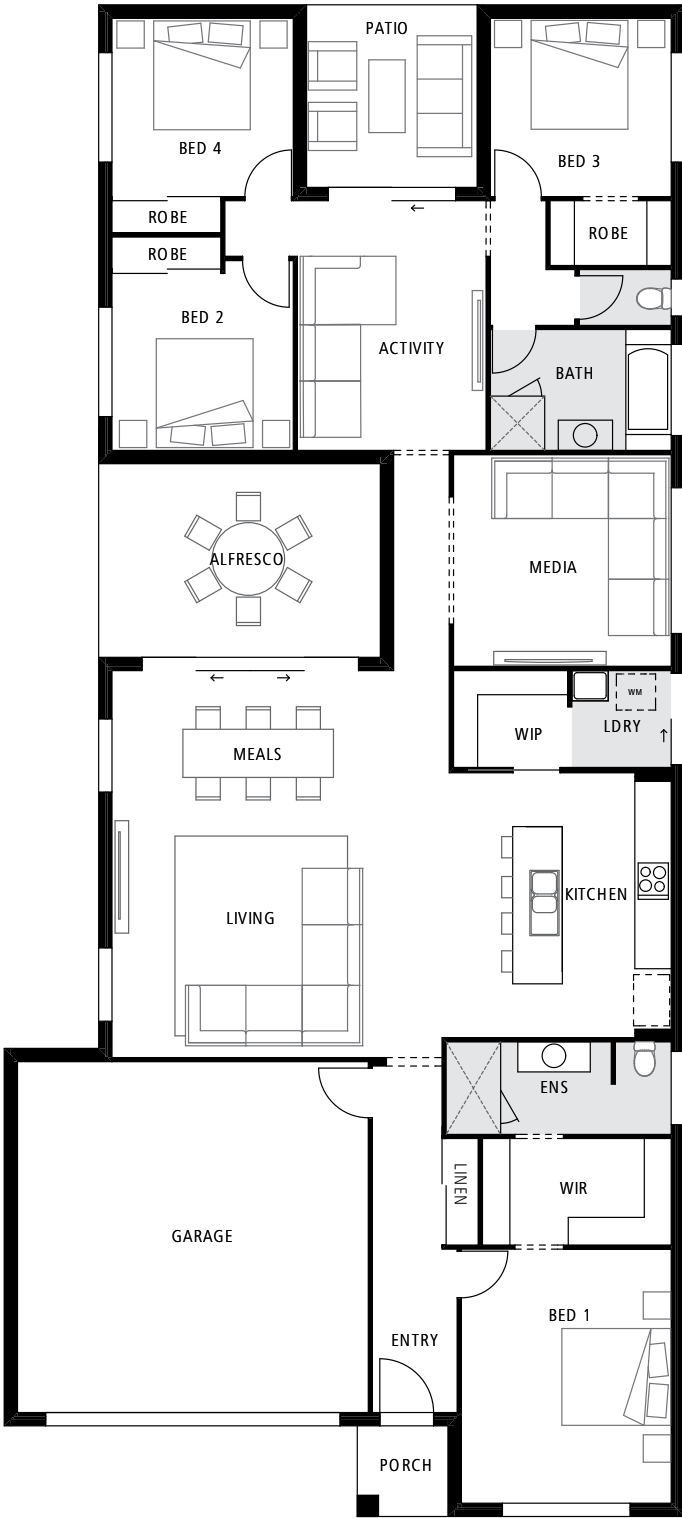 PATIO
BED 4
BED 3
ROBE
ROBE
ROBE
BED 2
ACTIVITY
BATH
ALFRESCO
MEDIA
WM
LDRY
WIP
MEALS
KITCHEN
LIVING
ENS
LINEN
WIR
GARAGE
BED 1
ENTRY
PORCH